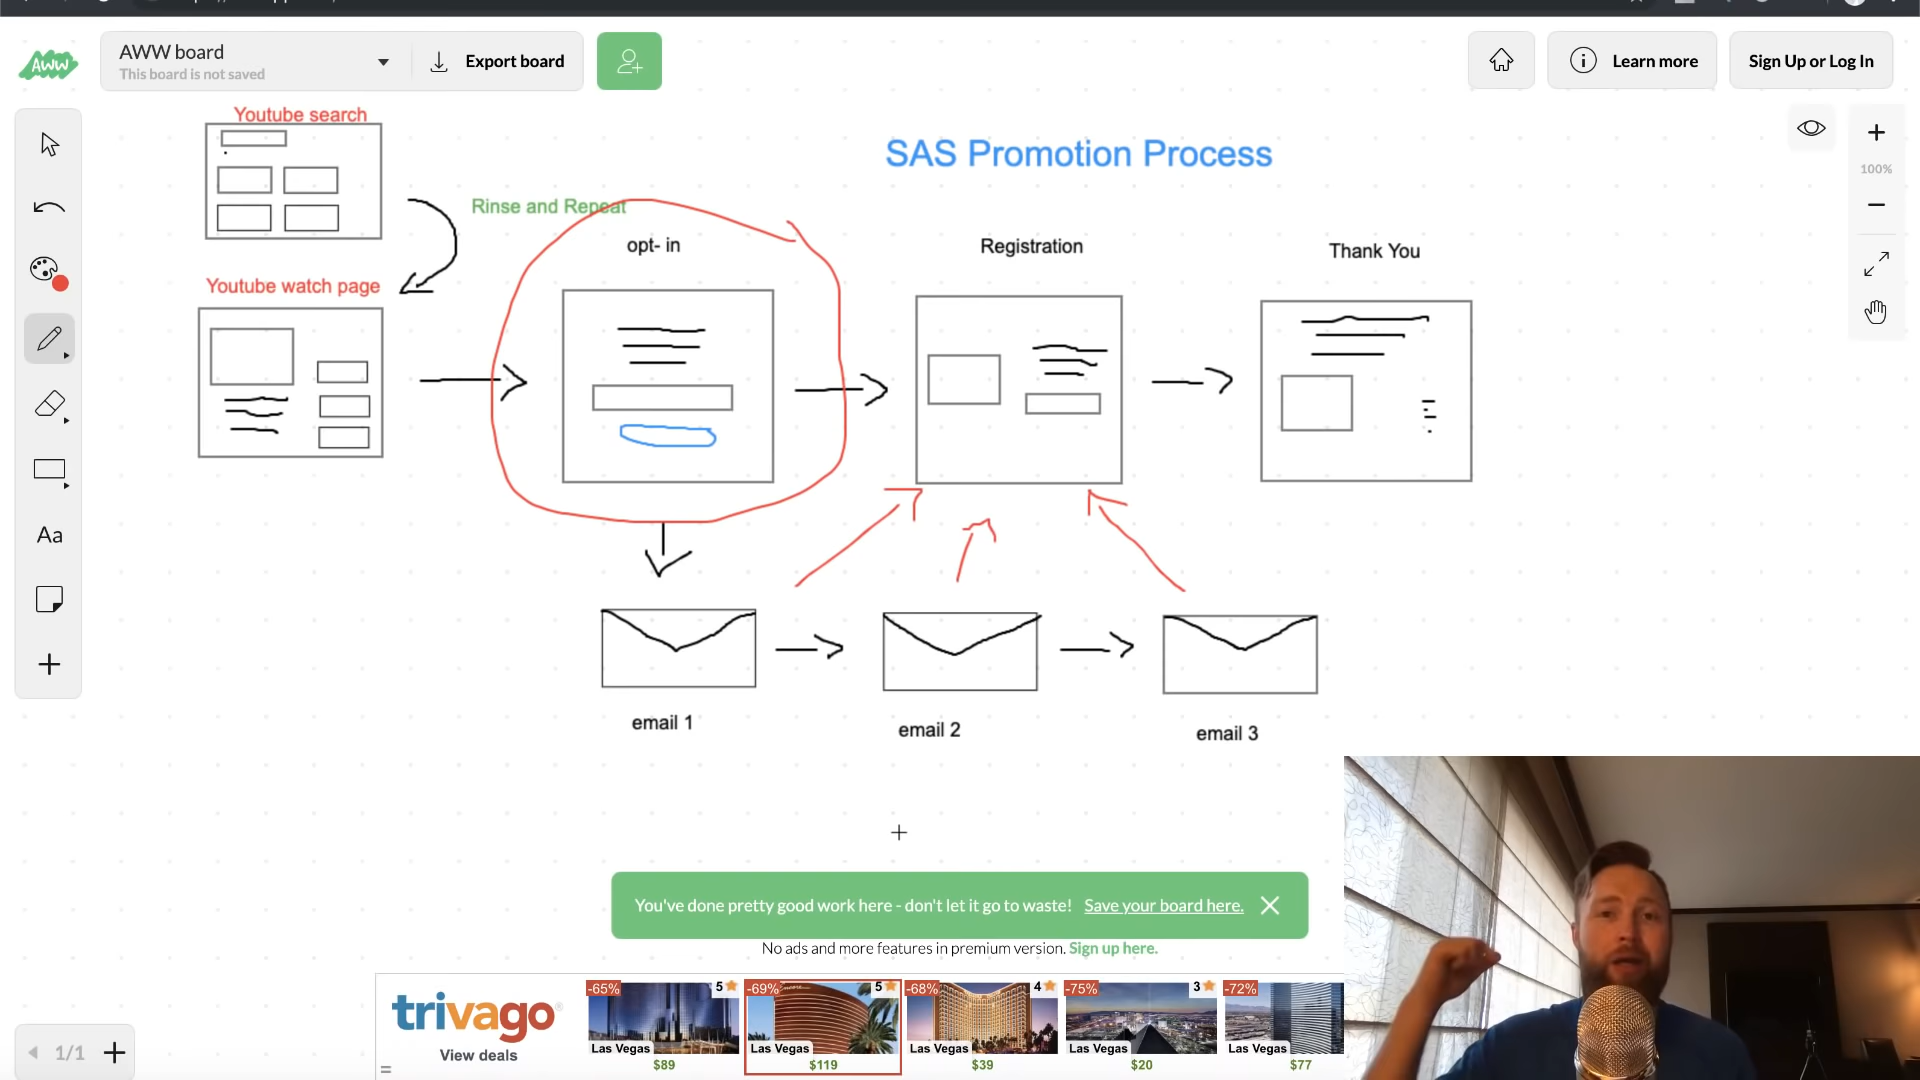 AWW
AWW board
This board is not saved
Export board
Learn more
Sign Up or Log In
100%
Youtube search
SAS Promotion Process
Rinse and Repeat
opt- in
Registration
Thank You
Youtube watch page
Aa
email 1
email 2
email 3
You've done pretty good work here - don't let it go to waste! Save your board here.
No ads and more features in premium version. Sign up here.
trivago
View deals
-65% 5
Las Vegas
$89
-69% 5
Las Vegas
$119
-68% 4
Las Vegas
$39
-75% 3
Las Vegas
$20
-72%
Las Vegas
$77
1/1